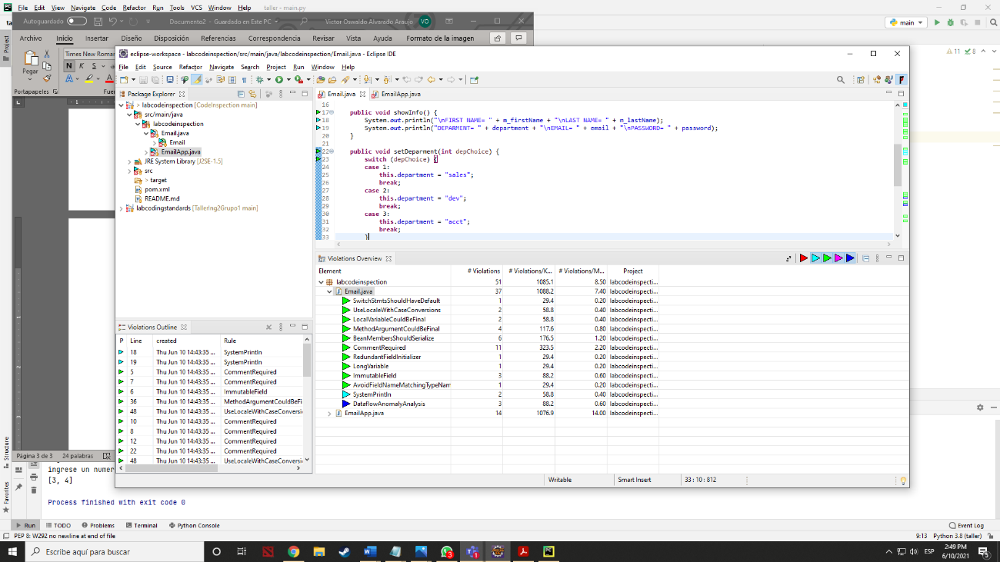 File Edit View Navigate Code Refactor Run Tools VCS Window Help taller - main.py
Autoguardado Documento2 - Guardado en Este PC Victor Oswaldo Alvarado Araujo VO
ta
main
Archivo Inicio Insertar Diseño Disposición Referencias Correspondencia Revisar Vista Ayuda Formato de la imagen
11 8
Project
Pegar
Times New Roman
N K S
Portapapeles
Fuer
eclipse-workspace - labcodeinspection/src/main/java/labcodeinspection/Email.java - Eclipse IDE
File Edit Source Refactor Navigate Search Project Run Window Help
Package Explorer
> labcodeinspection [CodeInspection main]
src/main/java
labcodeinspection
Email.java
Email
EmailApp.java
JRE System Library [J2SE-1.5]
src
> target
pom.xml
README.md
labcodingstandards [Tallering2Grupo1 main]
Email.java EmailApp.java
16
17 public void showInfo() {
18 System.out.println("\nFIRST NAME= " + m_firstName + "\nLAST NAME= " + m_lastName);
19 System.out.println("DEPARMENT= " + department + "\nEMAIL= " + email + "\nPASSWORD= " + password);
20 }
21
22 public void setDeparment(int depChoice) {
23 switch (depChoice) {
24 case 1:
25 this.department = "sales";
26 break;
27 case 2:
28 this.department = "dev";
29 break;
30 case 3:
31 this.department = "acct";
32 break;
33 }
Violations Outline
P Line created Rule
18 Thu Jun 10 14:43:35 ... SystemPrintln
19 Thu Jun 10 14:43:35 ... SystemPrintln
5 Thu Jun 10 14:43:35 ... CommentRequired
7 Thu Jun 10 14:43:35 ... CommentRequired
6 Thu Jun 10 14:43:35 ... ImmutableField
36 Thu Jun 10 14:43:35 ... MethodArgumentCouldBeFi
48 Thu Jun 10 14:43:35 ... UseLocaleWithCaseConversi
10 Thu Jun 10 14:43:35 ... CommentRequired
8 Thu Jun 10 14:43:35 ... CommentRequired
12 Thu Jun 10 14:43:35 ... CommentRequired
22 Thu Jun 10 14:43:35 ... CommentRequired
48 Thu Jun 10 14:43:35 ... UseLocaleWithCaseConversi
Violations Overview
Element # Violations # Violations/K... # Violations/M... Project
labcodeinspection 51 1085.1 8.50 labcodeinspecti...
Email.java 37 1088.2 7.40 labcodeinspecti...
SwitchStmtsShouldHaveDefault 1 29.4 0.20 labcodeinspecti...
UseLocaleWithCaseConversions 2 58.8 0.40 labcodeinspecti...
LocalVariableCouldBeFinal 2 58.8 0.40 labcodeinspecti...
MethodArgumentCouldBeFinal 4 117.6 0.80 labcodeinspecti...
BeanMembersShouldSerialize 6 176.5 1.20 labcodeinspecti...
CommentRequired 11 323.5 2.20 labcodeinspecti...
RedundantFieldInitializer 1 29.4 0.20 labcodeinspecti...
LongVariable 1 29.4 0.20 labcodeinspecti...
ImmutableField 3 88.2 0.60 labcodeinspecti...
AvoidFieldNameMatchingTypeNam 1 29.4 0.20 labcodeinspecti...
SystemPrintln 2 58.8 0.40 labcodeinspecti...
DataflowAnomalyAnalysis 3 88.2 0.60 labcodeinspecti...
EmailApp.java 14 1076.9 14.00 labcodeinspecti...
Writable Smart Insert 33 : 10 : 812
Página 3 de 3 24 palabras
Structure
Favorites
ingrese un numer
[3, 4]
Process finished with exit code 0
Run TODO Problems Terminal Python Console Event Log
PEP 8: W292 no newline at end of file 9:13 Python 3.8 (taller)
Escribe aquí para buscar
3
1
ESP
2:49 PM
6/10/2021
5